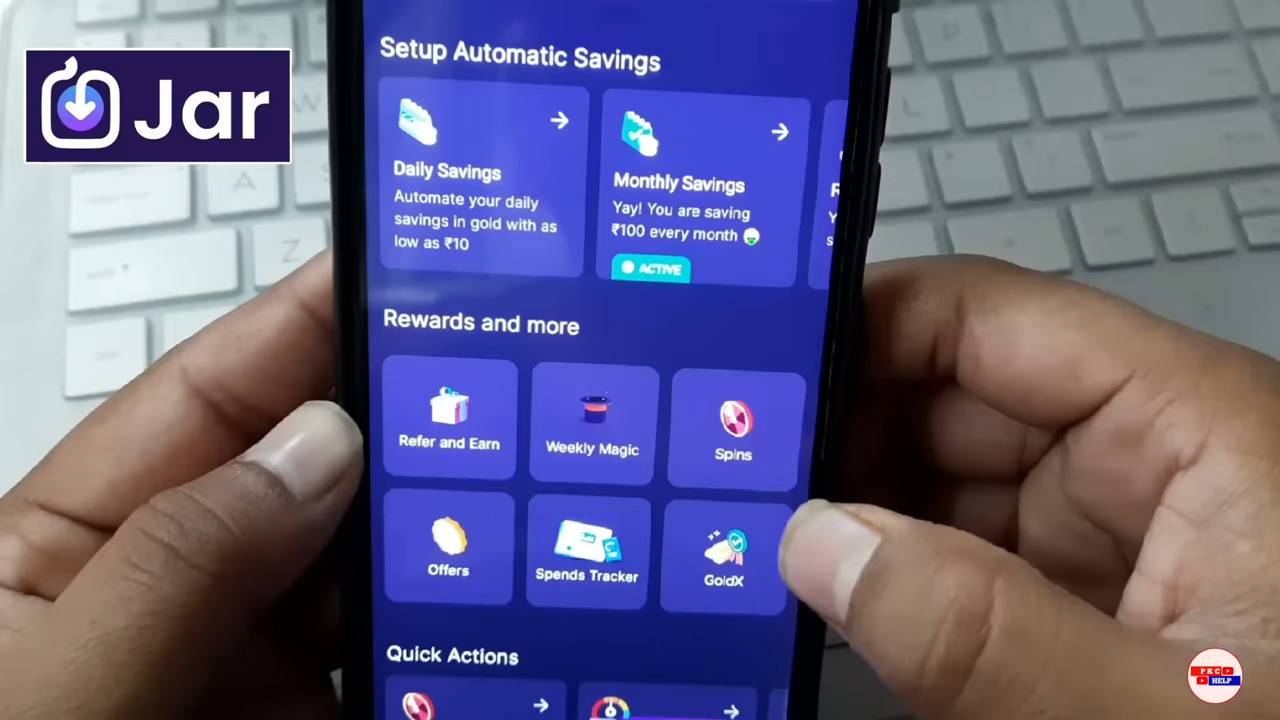 Jar
Setup Automatic Savings
Daily Savings
Automate your daily
savings in gold with as
low as ₹10
Monthly Savings
Yay! You are saving
₹100 every month
ACTIVE
Rewards and more
Refer and Earn
Weekly Magic
Spins
Offers
Spends Tracker
GoldX
Quick Actions
A
Z
L
PKC
HELP